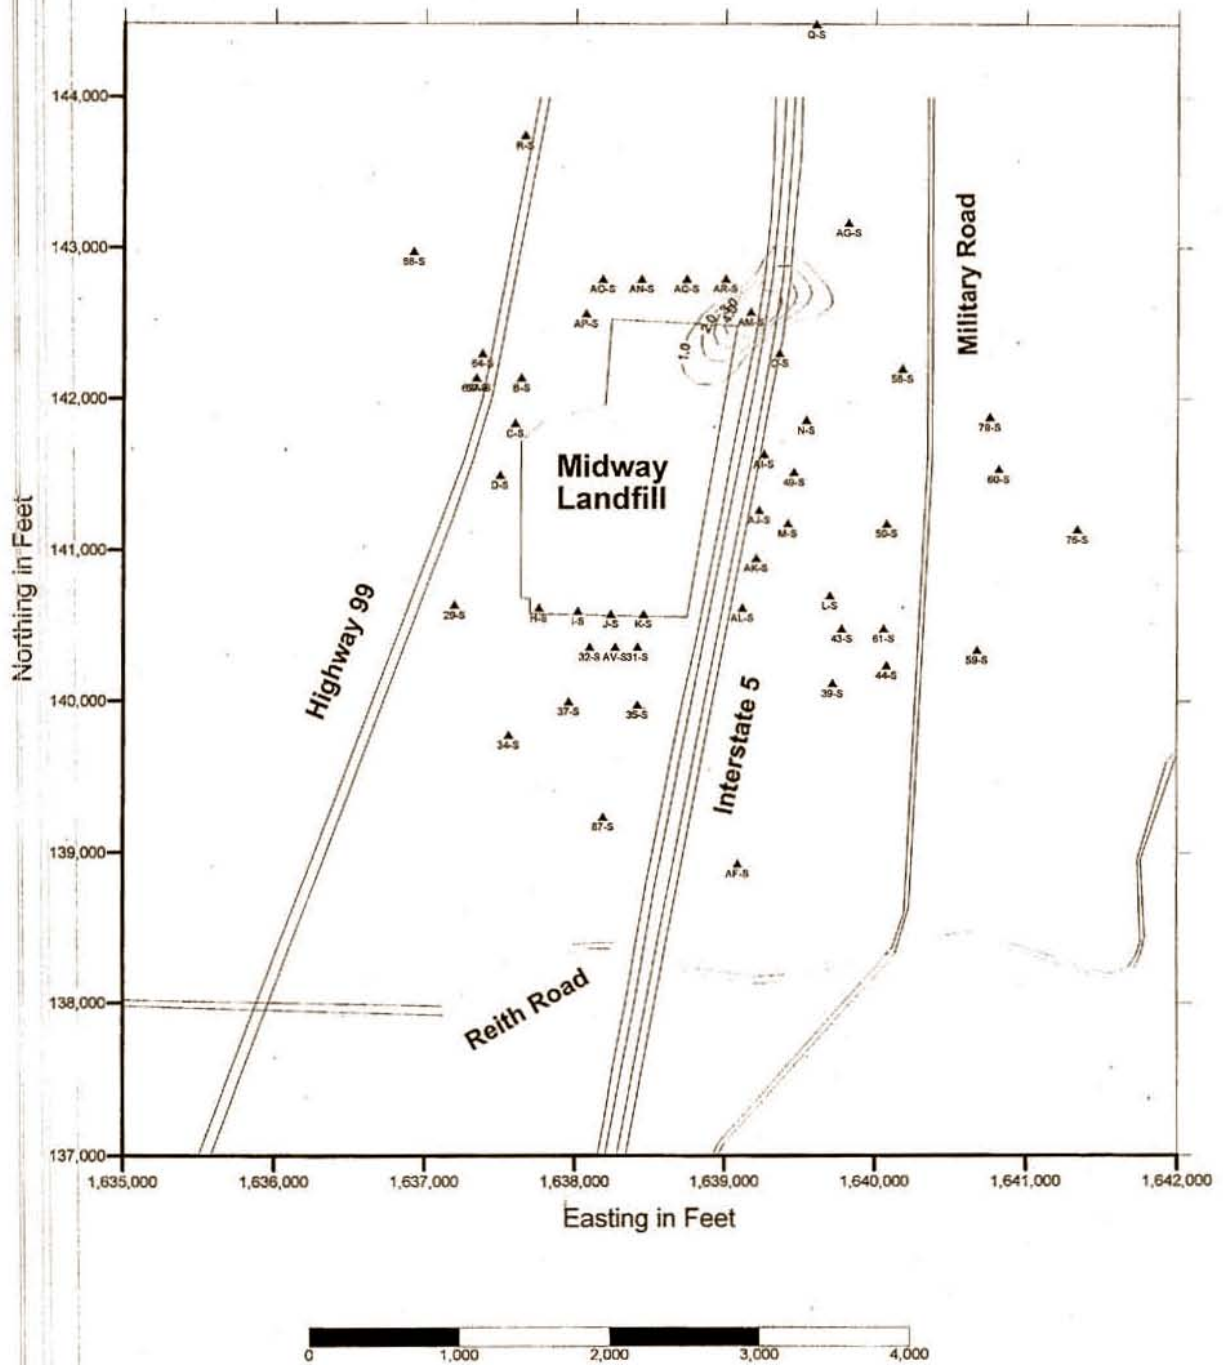 Q-S
144,000
R-S
AG-S
Military Road
143,000
AO-S AN-S AQ-S AR-S
AP-S
AM-S
2.0
1.0
64-S
O-S
58-S
B-S
142,000
C-S
N-S
78-S
Midway
Landfill
AI-S
49-S
60-S
D-S
AJ-S
M-S
50-S
76-S
141,000
AK-S
Northing in Feet
Highway 99
29-S
H-S I-S J-S K-S
AL-S
L-S
43-S
61-S
32-S AV-S 31-S
59-S
44-S
39-S
140,000
37-S
35-S
34-S
Interstate 5
87-S
139,000
AF-S
Reith Road
138,000
137,000
1,635,000 1,636,000 1,637,000 1,638,000 1,639,000 1,640,000 1,641,000 1,642,000
Easting in Feet
0 1,000 2,000 3,000 4,000